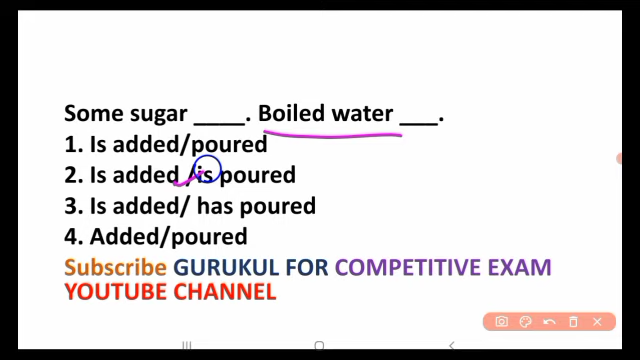 Some sugar ____. Boiled water ___.
1. Is added/poured
2. Is added /is poured
3. Is added/ has poured
4. Added/poured
Subscribe GURUKUL FOR COMPETITIVE EXAM
YOUTUBE CHANNEL